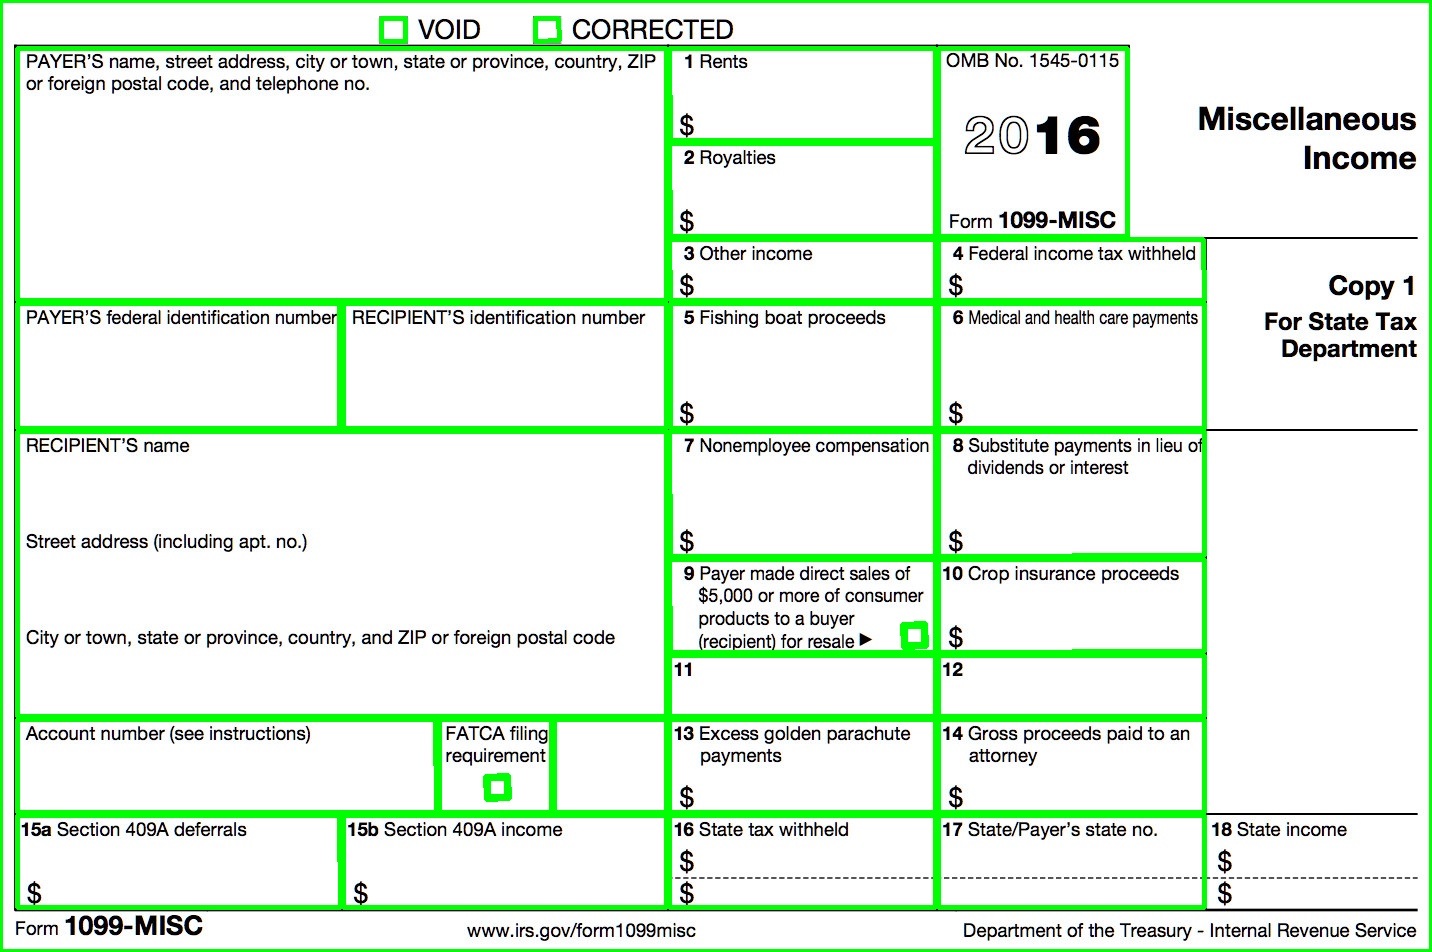 VOID CORRECTED
PAYER'S name, street address, city or town, state or province, country, ZIP
or foreign postal code, and telephone no.
1 Rents
$
2 Royalties
$
OMB No. 1545-0115
2016
Form 1099-MISC
Miscellaneous
Income
3 Other income
$
4 Federal income tax withheld
$
Copy 1
For State Tax
Department
PAYER'S federal identification number
RECIPIENT'S identification number
5 Fishing boat proceeds
$
6 Medical and health care payments
$
RECIPIENT'S name
Street address (including apt. no.)
City or town, state or province, country, and ZIP or foreign postal code
7 Nonemployee compensation
$
8 Substitute payments in lieu of
dividends or interest
$
9 Payer made direct sales of
$5,000 or more of consumer
products to a buyer
(recipient) for resale ▶
10 Crop insurance proceeds
$
11
12
Account number (see instructions)
FATCA filing
requirement
13 Excess golden parachute
payments
$
14 Gross proceeds paid to an
attorney
$
15a Section 409A deferrals
$
15b Section 409A income
$
16 State tax withheld
$
$
17 State/Payer's state no.
18 State income
$
$
Form 1099-MISC
www.irs.gov/form1099misc
Department of the Treasury - Internal Revenue Service